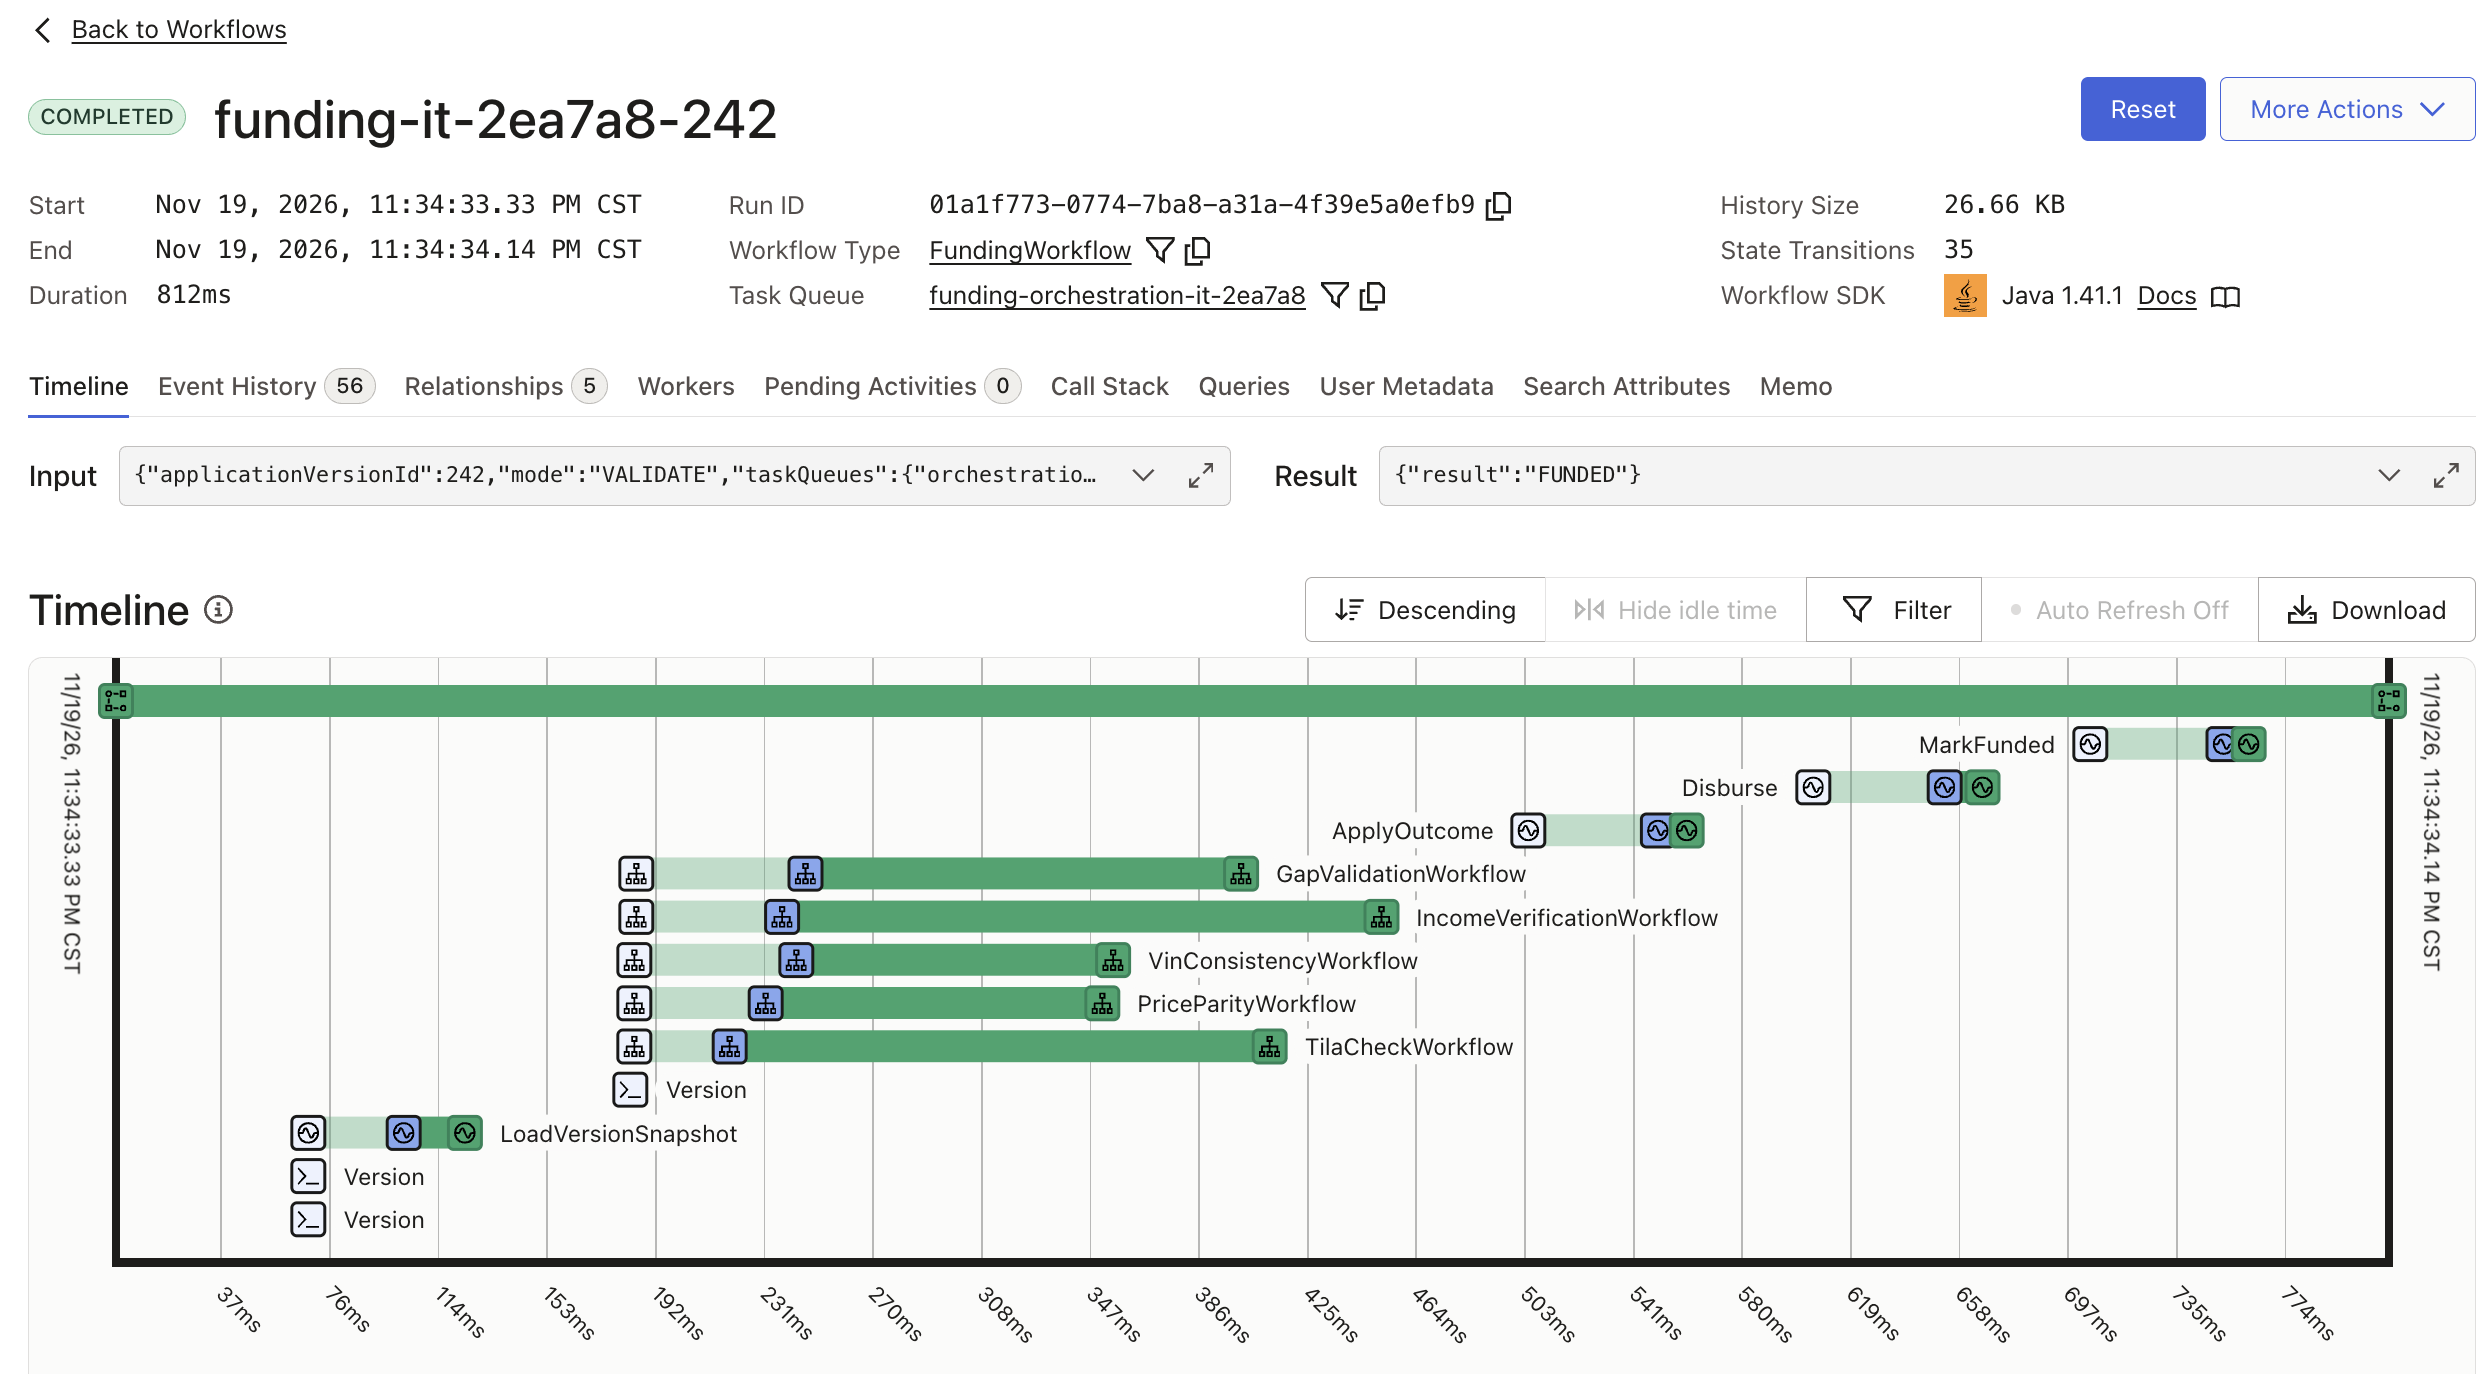 Back to Workflows
COMPLETED funding-it-2ea7a8-242 Reset More Actions
Start Nov 19, 2026, 11:34:33.33 PM CST Run ID 01a1f773-0774-7ba8-a31a-4f39e5a0efb9 History Size 26.66 KB
End Nov 19, 2026, 11:34:34.14 PM CST Workflow Type FundingWorkflow State Transitions 35
Duration 812ms Task Queue funding-orchestration-it-2ea7a8 Workflow SDK Java 1.41.1 Docs
Timeline Event History 56 Relationships 5 Workers Pending Activities 0 Call Stack Queries User Metadata Search Attributes Memo
Input {"applicationVersionId":242,"mode":"VALIDATE","taskQueues":{"orchestratio… Result {"result":"FUNDED"}
Timeline Descending Hide idle time Filter Auto Refresh Off Download
11/19/26, 11:34:33.33 PM CST
11/19/26, 11:34:34.14 PM CST
MarkFunded
Disburse
ApplyOutcome
GapValidationWorkflow
IncomeVerificationWorkflow
VinConsistencyWorkflow
PriceParityWorkflow
TilaCheckWorkflow
Version
LoadVersionSnapshot
Version
Version
37ms 76ms 114ms 153ms 192ms 231ms 270ms 308ms 347ms 386ms 425ms 464ms 503ms 541ms 580ms 619ms 658ms 697ms 735ms 774ms